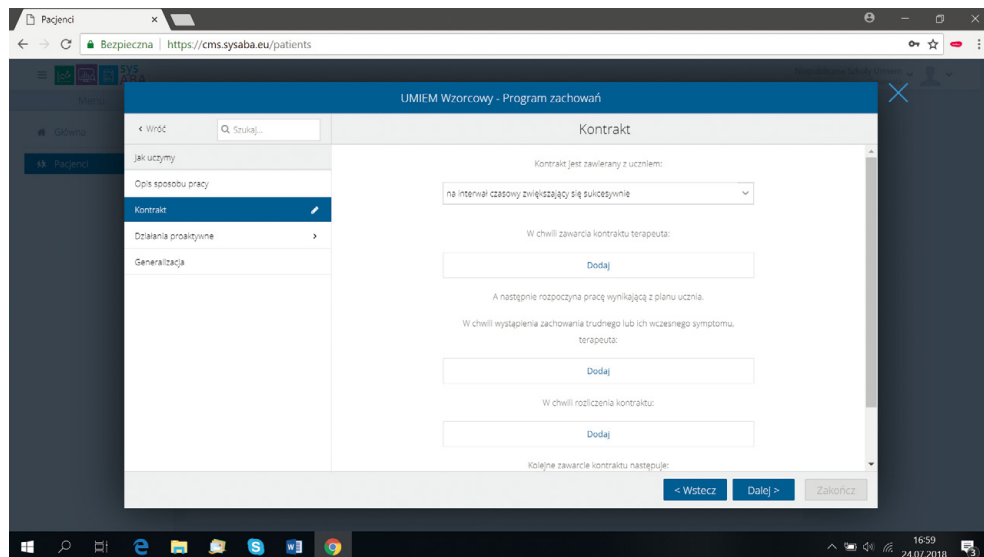 Pacjenci
Bezpieczna | https://cms.sysaba.eu/patients
SYS
ABA
Menu
Główna
Pacjenci
UMIEM Wzorcowy - Program zachowań
< Wróć
Szukaj...
Kontrakt
Jak uczymy
Opis sposobu pracy
Kontrakt
Działania proaktywne
Generalizacja
Kontrakt jest zawierany z uczniem:
na interwał czasowy zwiększający się sukcesywnie
W chwili zawarcia kontraktu terapeuta:
Dodaj
A następnie rozpoczyna pracę wynikającą z planu ucznia.
W chwili wystąpienia zachowania trudnego lub ich wczesnego symptomu,
terapeuta:
Dodaj
W chwili rozliczenia kontraktu:
Dodaj
Kolejne zawarcie kontraktu następuje:
< Wstecz
Dalej >
Zakończ
16:59
24.07.2018